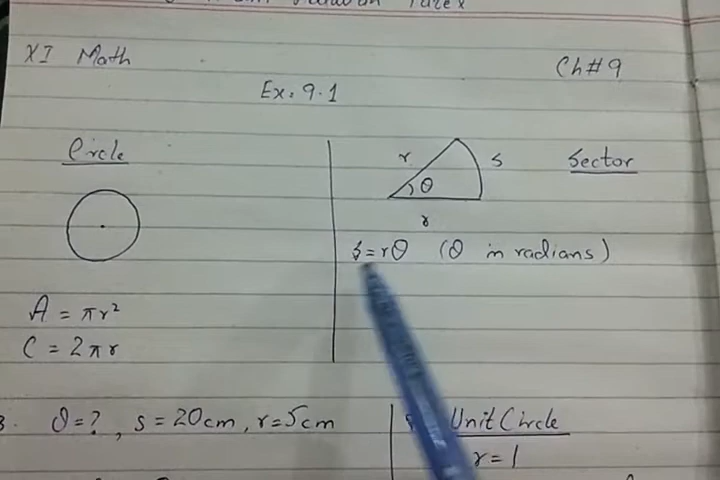 XI Math
Ch # 9
Ex. 9.1
Circle
A = πr²
C = 2πr
r
s
θ
r
Sector
s = rθ (θ in radians)
3. θ = ?, s = 20cm, r = 5cm
Unit Circle
r = 1